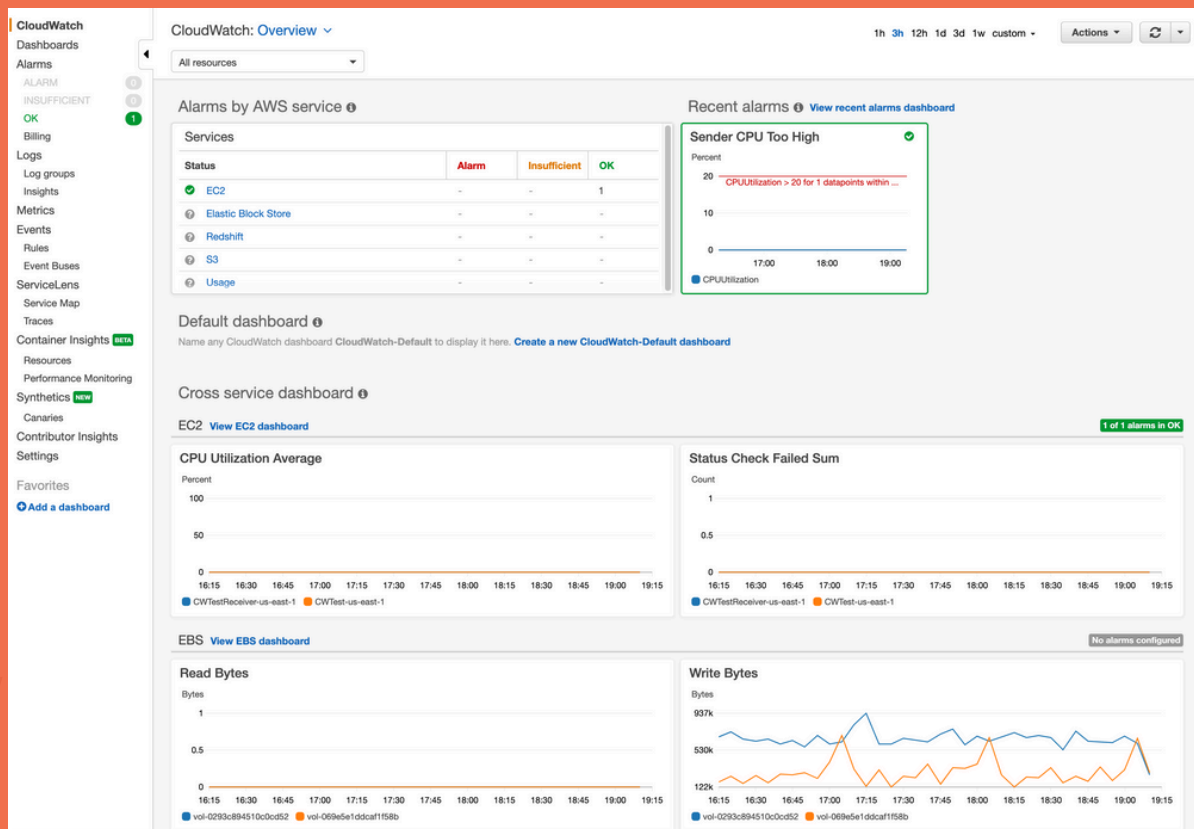 CloudWatch
Dashboards
Alarms
ALARM 0
INSUFFICIENT 0
OK 1
Billing
Logs
Log groups
Insights
Metrics
Events
Rules
Event Buses
ServiceLens
Service Map
Traces
Container Insights BETA
Resources
Performance Monitoring
Synthetics NEW
Canaries
Contributor Insights
Settings
Favorites
Add a dashboard
CloudWatch: Overview
1h 3h 12h 1d 3d 1w custom
Actions
All resources
Alarms by AWS service
Services
Status Alarm Insufficient OK
EC2 - - 1
Elastic Block Store - - -
Redshift - - -
S3 - - -
Usage - - -
Recent alarms View recent alarms dashboard
Sender CPU Too High
Percent
20
CPUUtilization > 20 for 1 datapoints within ...
10
0
17:00 18:00 19:00
CPUUtilization
Default dashboard
Name any CloudWatch dashboard CloudWatch-Default to display it here. Create a new CloudWatch-Default dashboard
Cross service dashboard
EC2 View EC2 dashboard
1 of 1 alarms in OK
CPU Utilization Average
Percent
100
50
0
16:15 16:30 16:45 17:00 17:15 17:30 17:45 18:00 18:15 18:30 18:45 19:00 19:15
CWTestReceiver-us-east-1 CWTest-us-east-1
Status Check Failed Sum
Count
1
0.5
0
16:15 16:30 16:45 17:00 17:15 17:30 17:45 18:00 18:15 18:30 18:45 19:00 19:15
CWTestReceiver-us-east-1 CWTest-us-east-1
EBS View EBS dashboard
No alarms configured
Read Bytes
Bytes
1
0.5
0
16:15 16:30 16:45 17:00 17:15 17:30 17:45 18:00 18:15 18:30 18:45 19:00 19:15
vol-0293c894510c0cd52 vol-069e5e1ddcaf1f58b
Write Bytes
Bytes
937k
530k
122k
16:15 16:30 16:45 17:00 17:15 17:30 17:45 18:00 18:15 18:30 18:45 19:00 19:15
vol-0293c894510c0cd52 vol-069e5e1ddcaf1f58b